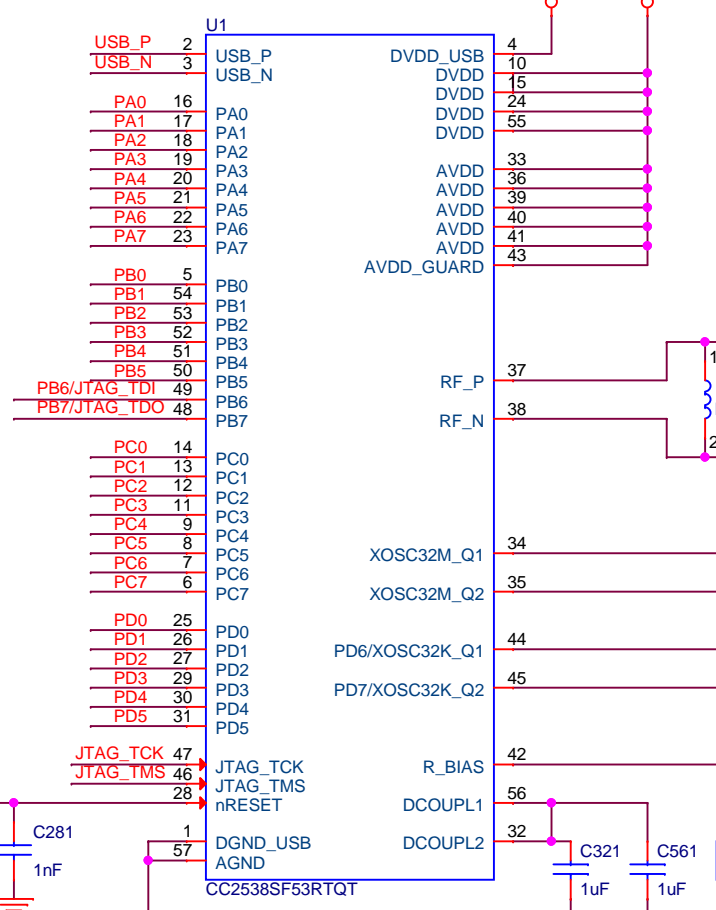 U1
USB_P 2 USB_P DVDD_USB 4
USB_N 3 USB_N DVDD 10
DVDD 15
PA0 16 PA0 DVDD 24
PA1 17 PA1 DVDD 55
PA2 18 PA2
PA3 19 PA3 AVDD 33
PA4 20 PA4 AVDD 36
PA5 21 PA5 AVDD 39
PA6 22 PA6 AVDD 40
PA7 23 PA7 AVDD 41
AVDD_GUARD 43
PB0 5 PB0
PB1 54 PB1
PB2 53 PB2
PB3 52 PB3
PB4 51 PB4
PB5 50 PB5 RF_P 37 1
PB6/JTAG_TDI 49 PB6
PB7/JTAG_TDO 48 PB7 RF_N 38
2
PC0 14 PC0
PC1 13 PC1
PC2 12 PC2
PC3 11 PC3
PC4 9 PC4
PC5 8 PC5 XOSC32M_Q1 34
PC6 7 PC6
PC7 6 PC7 XOSC32M_Q2 35
PD0 25 PD0
PD1 26 PD1 PD6/XOSC32K_Q1 44
PD2 27 PD2
PD3 29 PD3 PD7/XOSC32K_Q2 45
PD4 30 PD4
PD5 31 PD5
JTAG_TCK 47 JTAG_TCK R_BIAS 42
JTAG_TMS 46 JTAG_TMS
28 nRESET DCOUPL1 56
C281
1nF
1 DGND_USB DCOUPL2 32
57 AGND
C321
1uF
C561
1uF
CC2538SF53RTQT